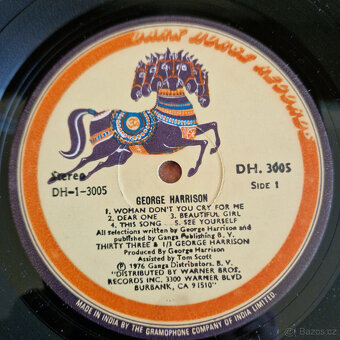 DARK HORSE RECORDS
Stereo
DH-1-3005
DH. 3005
SIDE 1
GEORGE HARRISON
1. WOMAN DON'T YOU CRY FOR ME
2. DEAR ONE   3. BEAUTIFUL GIRL
4. THIS SONG   5. SEE YOURSELF
All selections written by George Harrison and
published by Ganga Publishing B. V.
THIRTY THREE & 1/3 GEORGE HARRISON
Produced by George Harrison
Assisted by Tom Scott
℗ 1976 Ganga Distributors. B. V.
"DISTRIBUTED BY WARNER BROS.
RECORDS INC. 3300 WARNER BLVD
BURBANK, CA 91510"
MADE IN INDIA BY THE GRAMOPHONE COMPANY OF INDIA LIMITED.
Bazoš.cz